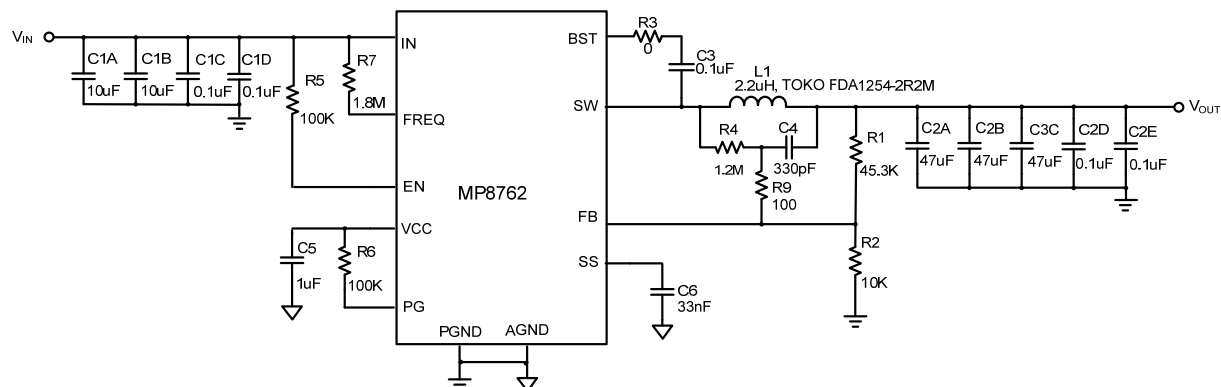 VIN
C1A
10uF
C1B
10uF
C1C
0.1uF
C1D
0.1uF
R5
100K
R7
1.8M
IN
FREQ
EN
VCC
PG
PGND
AGND
MP8762
BST
SW
FB
SS
C5
1uF
R6
100K
R3
0
C3
0.1uF
L1
2.2uH, TOKO FDA1254-2R2M
R4
1.2M
C4
330pF
R9
100
R1
45.3K
R2
10K
C6
33nF
C2A
47uF
C2B
47uF
C3C
47uF
C2D
0.1uF
C2E
0.1uF
VOUT